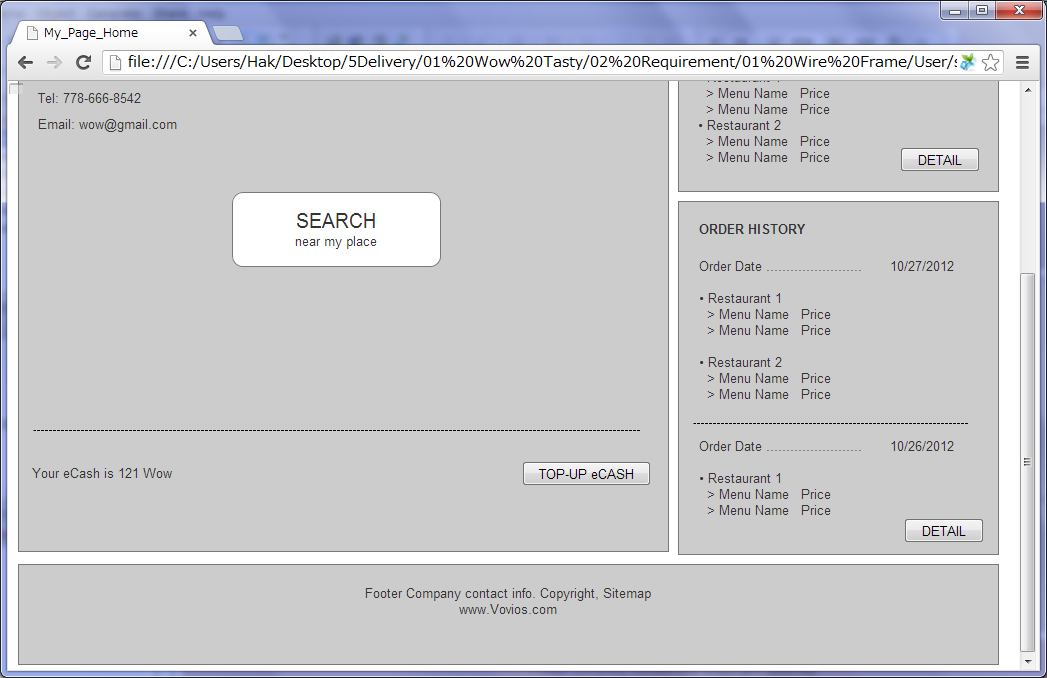 My_Page_Home
file:///C:/Users/Hak/Desktop/5Delivery/01%20Wow%20Tasty/02%20Requirement/01%20Wire%20Frame/User/s
Tel: 778-666-8542
Email: wow@gmail.com
SEARCH
near my place
Your eCash is 121 Wow
TOP-UP eCASH
> Menu Name Price
> Menu Name Price
• Restaurant 2
> Menu Name Price
> Menu Name Price
DETAIL
ORDER HISTORY
Order Date ........................ 10/27/2012
• Restaurant 1
> Menu Name Price
> Menu Name Price
• Restaurant 2
> Menu Name Price
> Menu Name Price
Order Date ........................ 10/26/2012
• Restaurant 1
> Menu Name Price
> Menu Name Price
DETAIL
Footer Company contact info. Copyright, Sitemap
www.Vovios.com